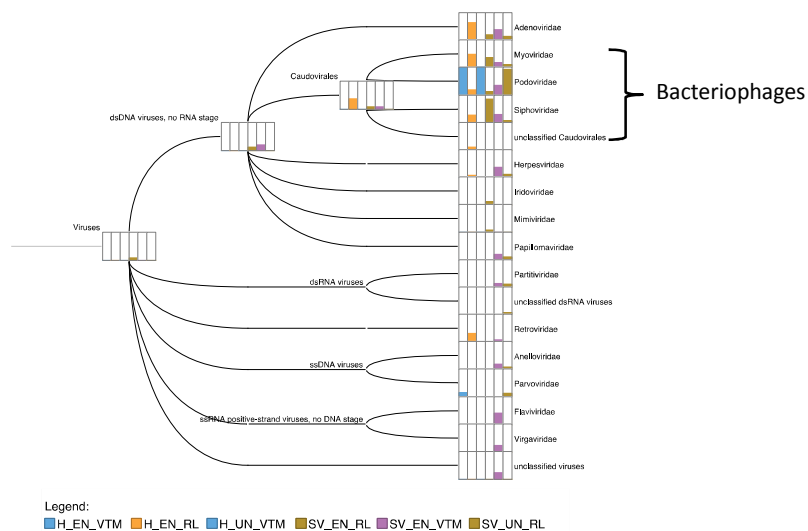 Adenoviridae
Myoviridae
Caudovirales
Podoviridae
Bacteriophages
Siphoviridae
dsDNA viruses, no RNA stage
unclassified Caudovirales
Herpesviridae
Iridoviridae
Mimiviridae
Viruses
Papillomaviridae
Partitiviridae
dsRNA viruses
unclassified dsRNA viruses
Retroviridae
Anelloviridae
ssDNA viruses
Parvoviridae
Flaviviridae
ssRNA positive-strand viruses, no DNA stage
Virgaviridae
unclassified viruses
Legend:
H_EN_VTM H_EN_RL H_UN_VTM SV_EN_RL SV_EN_VTM SV_UN_RL